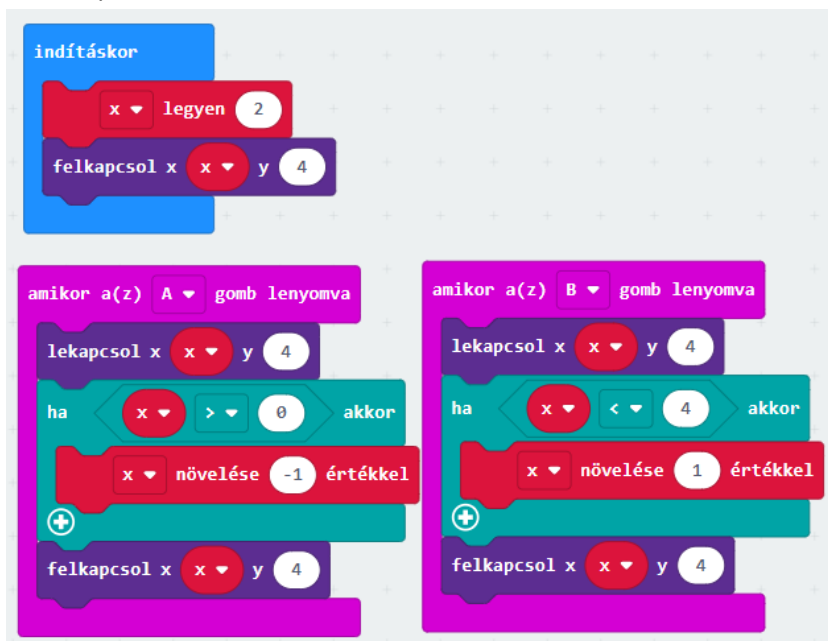 indításkor
x legyen 2
felkapcsol x x y 4
amikor a(z) A gomb lenyomva
lekapcsol x x y 4
ha x > 0 akkor
x növelése -1 értékkel
felkapcsol x x y 4
amikor a(z) B gomb lenyomva
lekapcsol x x y 4
ha x < 4 akkor
x növelése 1 értékkel
felkapcsol x x y 4